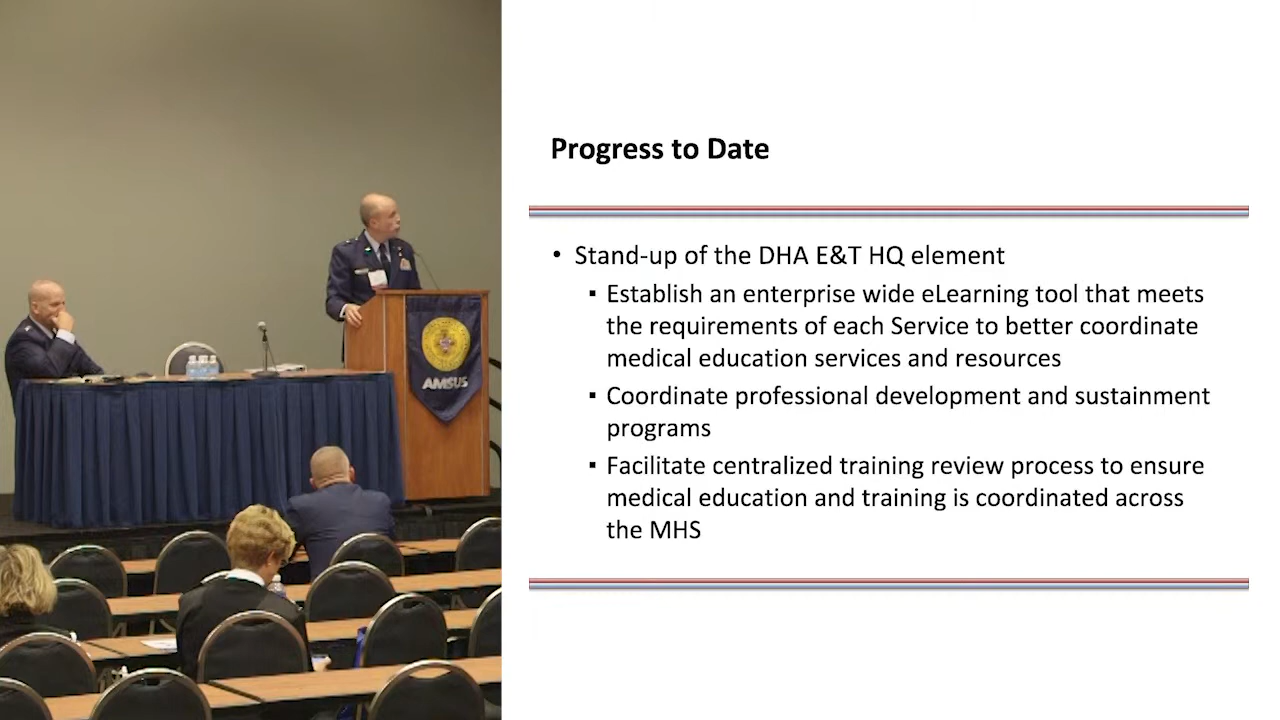 Progress to Date
• Stand-up of the DHA E&T HQ element
▪ Establish an enterprise wide eLearning tool that meets
the requirements of each Service to better coordinate
medical education services and resources
▪ Coordinate professional development and sustainment
programs
▪ Facilitate centralized training review process to ensure
medical education and training is coordinated across
the MHS
AMSUS